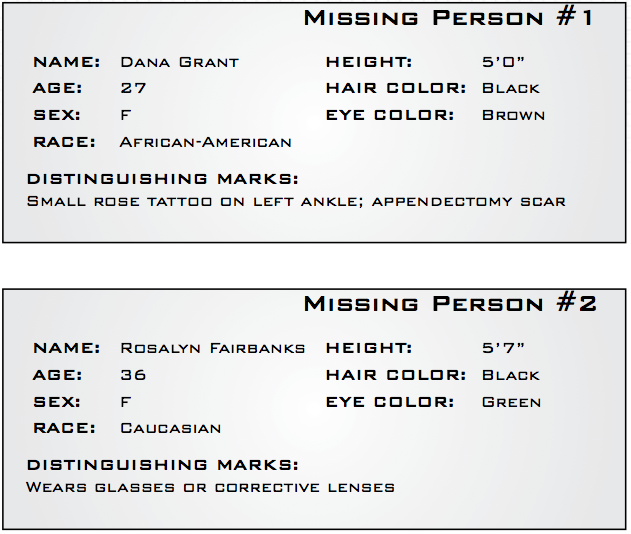 Missing Person #1
Name: Dana Grant Height: 5'0"
Age: 27 Hair Color: Black
Sex: F Eye Color: Brown
Race: African-American
Distinguishing Marks:
Small rose tattoo on left ankle; appendectomy scar
Missing Person #2
Name: Rosalyn Fairbanks Height: 5'7"
Age: 36 Hair Color: Black
Sex: F Eye Color: Green
Race: Caucasian
Distinguishing Marks:
Wears glasses or corrective lenses